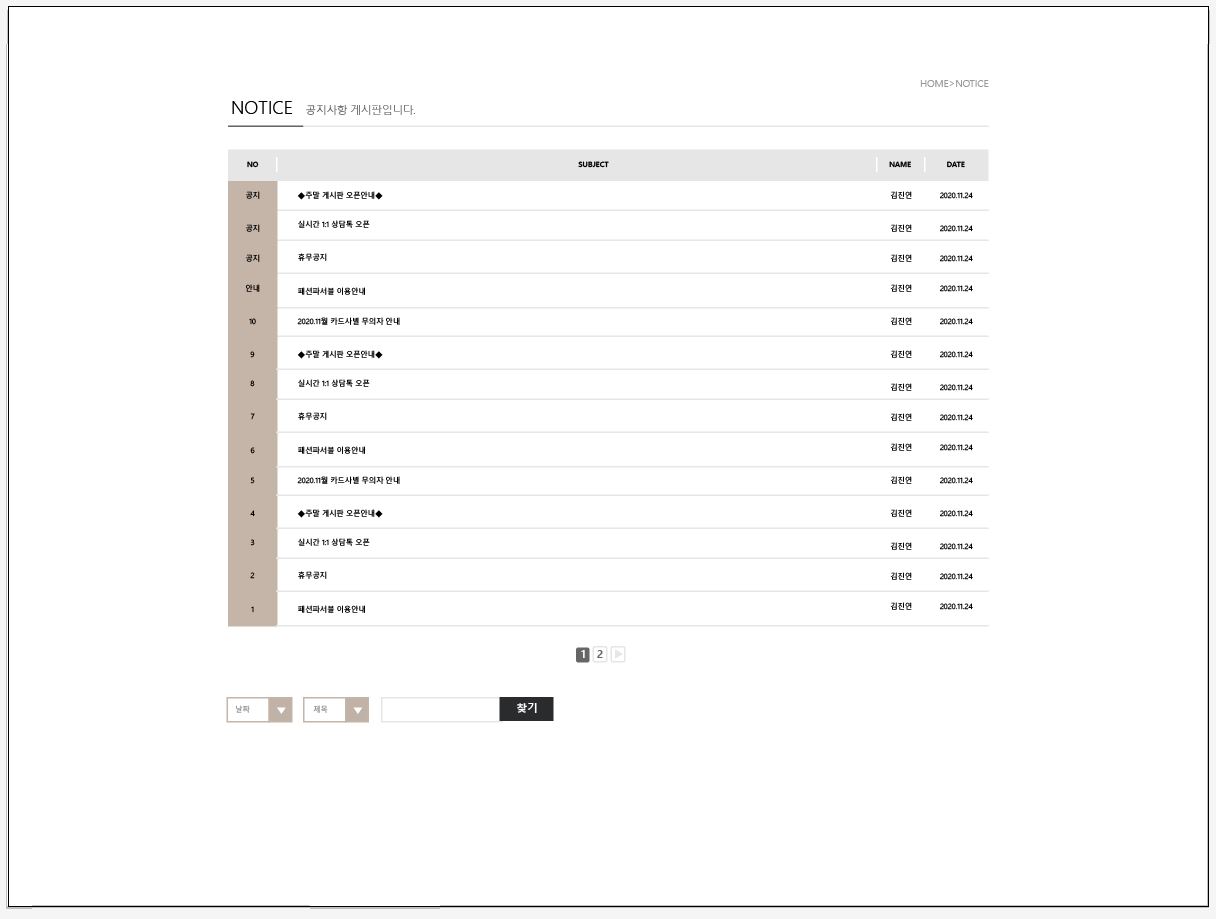 HOME>NOTICE
NOTICE 공지사항 게시판입니다.
NO SUBJECT NAME DATE
공지 ◆주말 게시판 오픈안내◆ 김진연 2020.11.24
공지 실시간 1:1 상담톡 오픈 김진연 2020.11.24
공지 휴무공지 김진연 2020.11.24
안내 패션파서블 이용안내 김진연 2020.11.24
10 2020.11월 카드사별 무의자 안내 김진연 2020.11.24
9 ◆주말 게시판 오픈안내◆ 김진연 2020.11.24
8 실시간 1:1 상담톡 오픈 김진연 2020.11.24
7 휴무공지 김진연 2020.11.24
6 패션파서블 이용안내 김진연 2020.11.24
5 2020.11월 카드사별 무의자 안내 김진연 2020.11.24
4 ◆주말 게시판 오픈안내◆ 김진연 2020.11.24
3 실시간 1:1 상담톡 오픈 김진연 2020.11.24
2 휴무공지 김진연 2020.11.24
1 패션파서블 이용안내 김진연 2020.11.24
1 2
날짜 제목 찾기